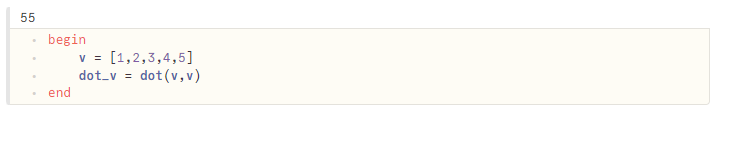 55
begin
    v = [1,2,3,4,5]
    dot_v = dot(v,v)
end